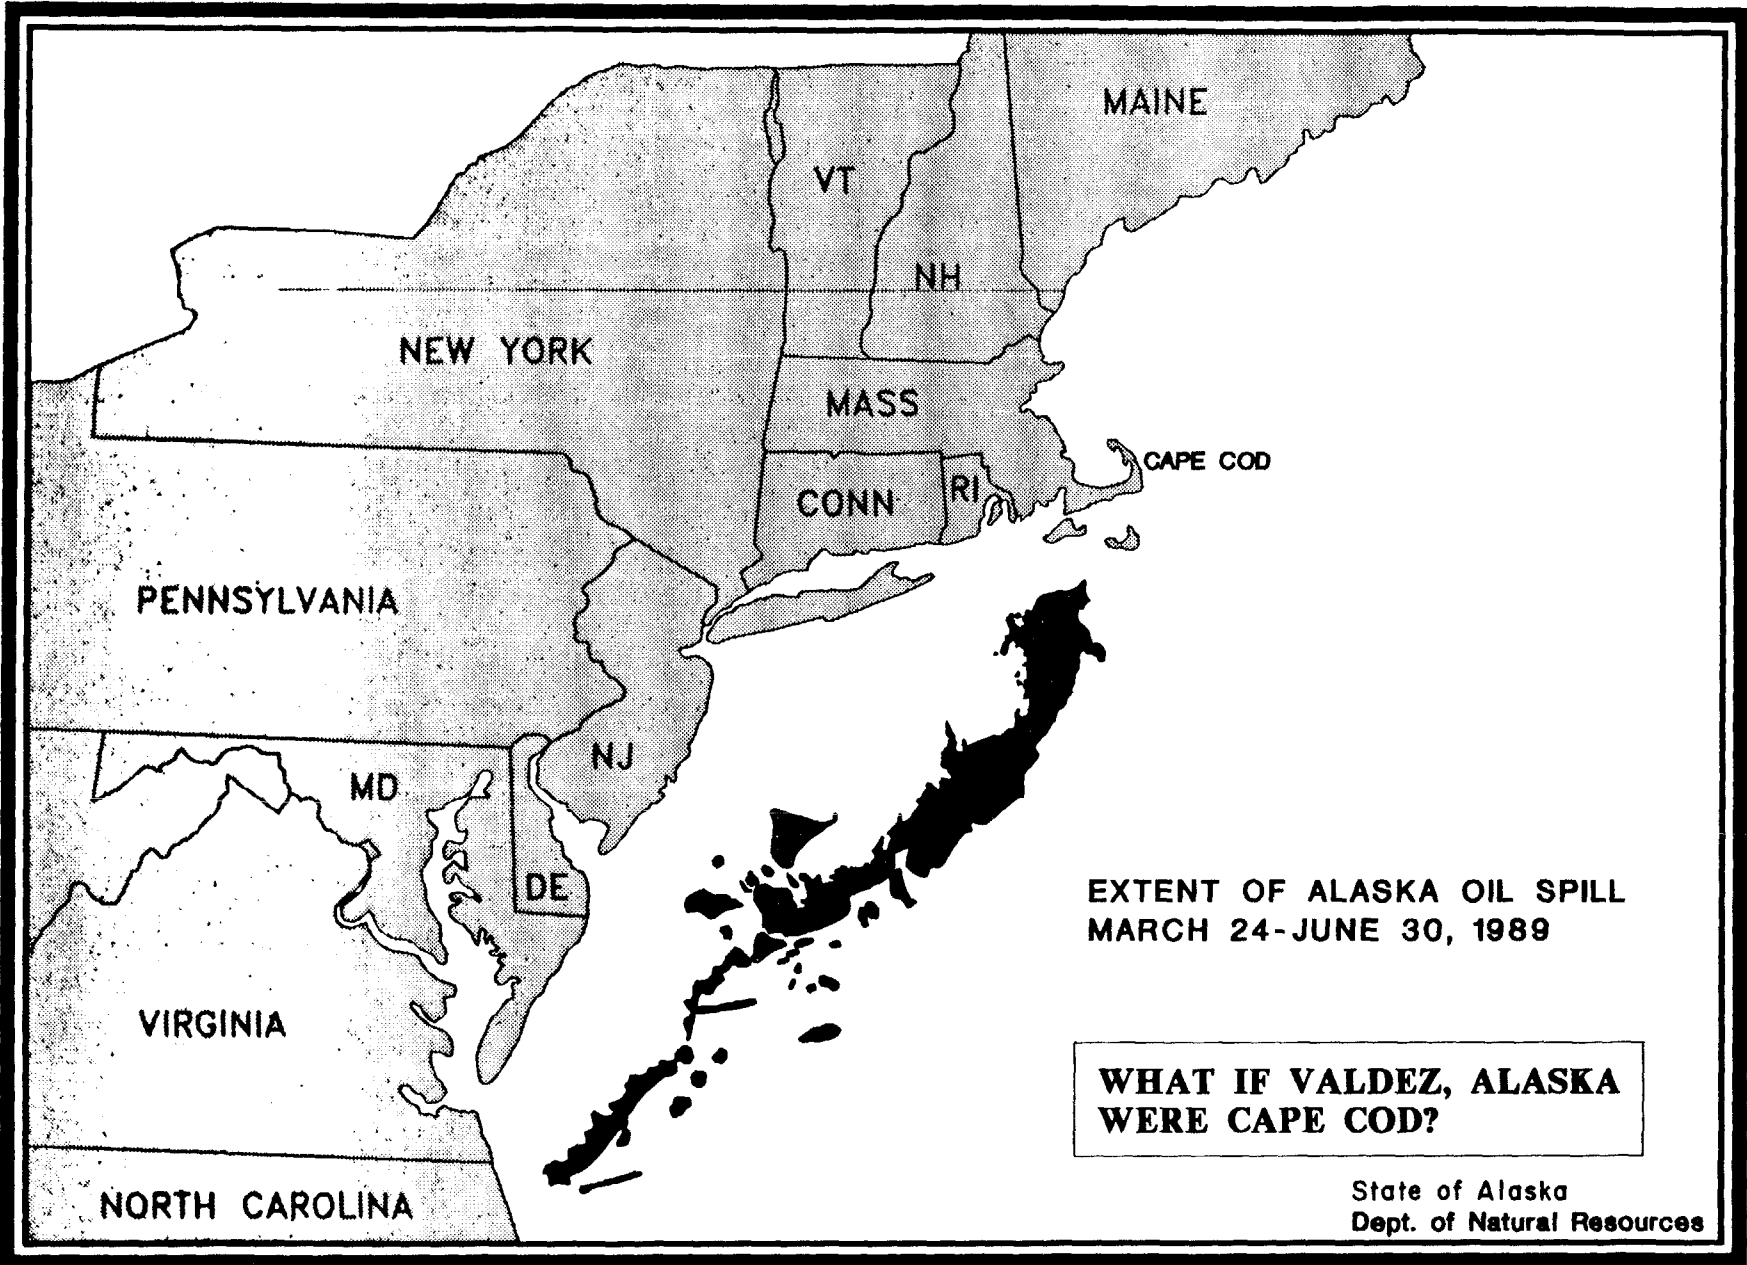 MAINE
VT
NH
NEW YORK
MASS
CAPE COD
CONN
RI
PENNSYLVANIA
NJ
MD
DE
EXTENT OF ALASKA OIL SPILL
MARCH 24-JUNE 30, 1989
VIRGINIA
WHAT IF VALDEZ, ALASKA
WERE CAPE COD?
NORTH CAROLINA
State of Alaska
Dept. of Natural Resources